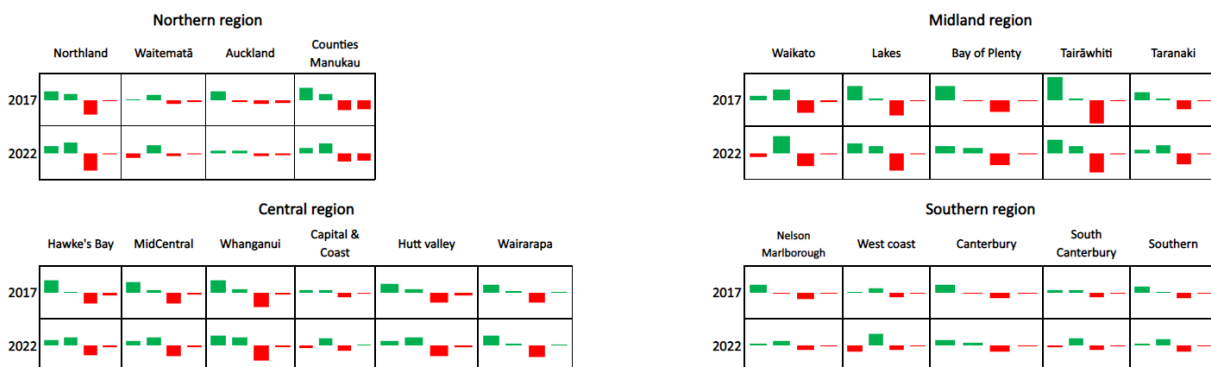 Northern region
Northland Waitematā Auckland Counties Manukau
2017
2022
Midland region
Waikato Lakes Bay of Plenty Tairāwhiti Taranaki
2017
2022
Central region
Hawke's Bay MidCentral Whanganui Capital & Coast Hutt valley Wairarapa
2017
2022
Southern region
Nelson Marlborough West coast Canterbury South Canterbury Southern
2017
2022